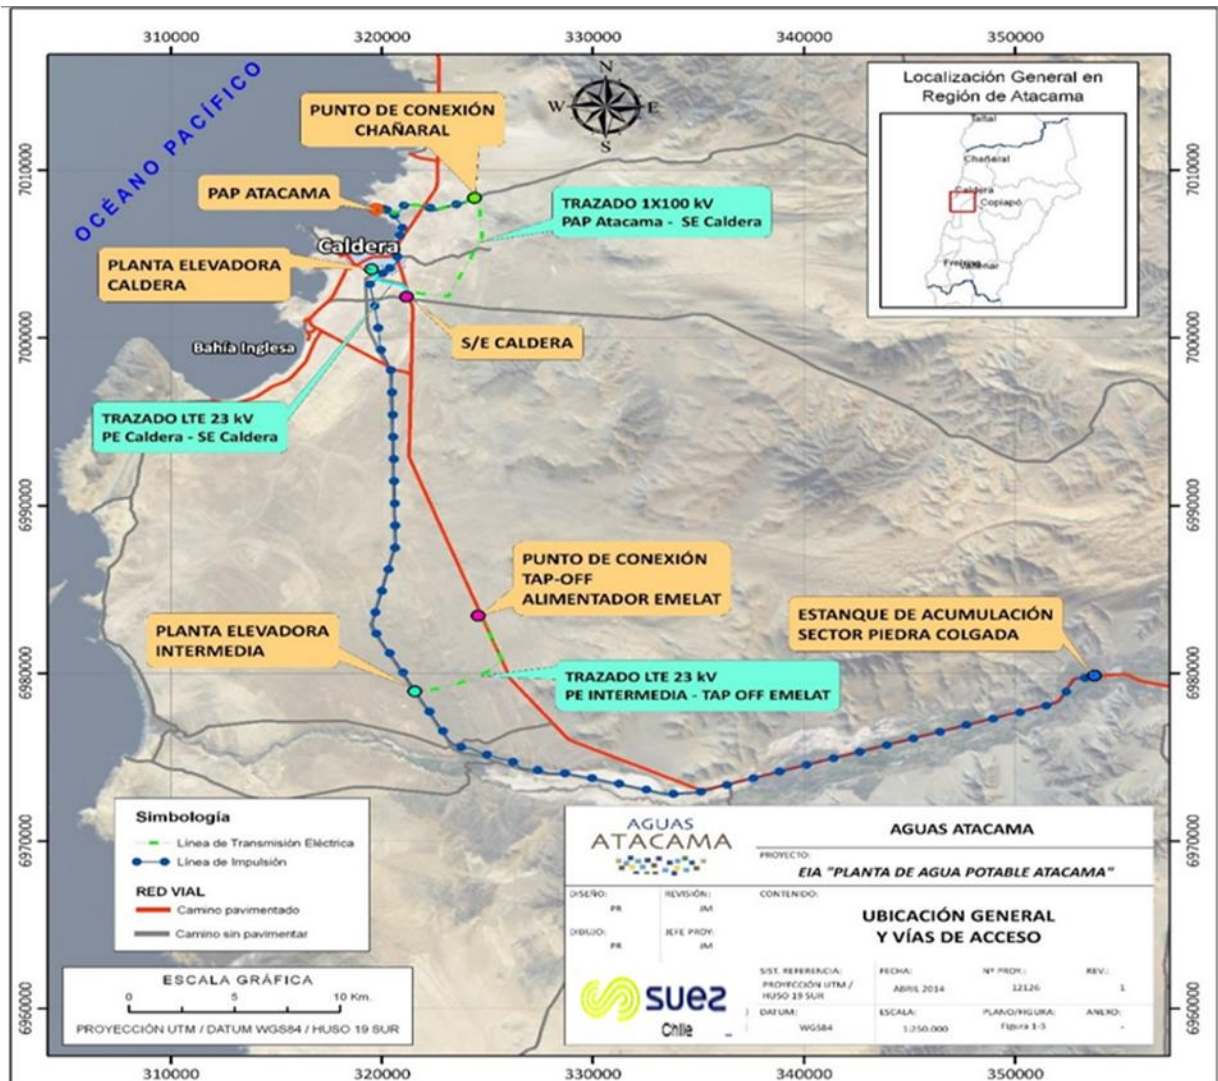 310000
320000
330000
340000
350000
7010000
7000000
6990000
6980000
6970000
6960000
7010000
7000000
6990000
6980000
6970000
6960000
OCÉANO PACÍFICO
N
W
E
S
PUNTO DE CONEXIÓN
CHAÑARAL
PAP ATACAMA
TRAZADO 1X100 kV
PAP Atacama - SE Caldera
Caldera
PLANTA ELEVADORA
CALDERA
S/E CALDERA
Bahía Inglesa
TRAZADO LTE 23 kV
PE Caldera - SE Caldera
PUNTO DE CONEXIÓN
TAP-OFF
ALIMENTADOR EMELAT
PLANTA ELEVADORA
INTERMEDIA
ESTANQUE DE ACUMULACIÓN
SECTOR PIEDRA COLGADA
TRAZADO LTE 23 kV
PE INTERMEDIA - TAP OFF EMELAT
Localización General en
Región de Atacama
Taltal
Chañaral
Caldera
Copiapó
Vallenar
Simbología
Línea de Transmisión Eléctrica
Línea de Impulsión
RED VIAL
Camino pavimentado
Camino sin pavimentar
ESCALA GRÁFICA
0 5 10 Km.
PROYECCIÓN UTM / DATUM WGS84 / HUSO 19 SUR
AGUAS
ATACAMA
AGUAS ATACAMA
PROYECTO:
EIA "PLANTA DE AGUA POTABLE ATACAMA"
DISEÑO:
PR
REVISIÓN:
JM
CONTENIDO:
UBICACIÓN GENERAL
Y VÍAS DE ACCESO
DIBUJO:
PR
JEFE PROY:
JM
suez
Chile
SIST. REFERENCIA:
PROYECCIÓN UTM /
HUSO 19 SUR
FECHA:
ABRIL 2014
Nº PROY.:
12126
REV.:
1
DATUM:
WGS84
ESCALA:
1:250.000
PLANO/FIGURA:
Figura 1-3
ANEXO:
-
310000
320000
330000
340000
350000